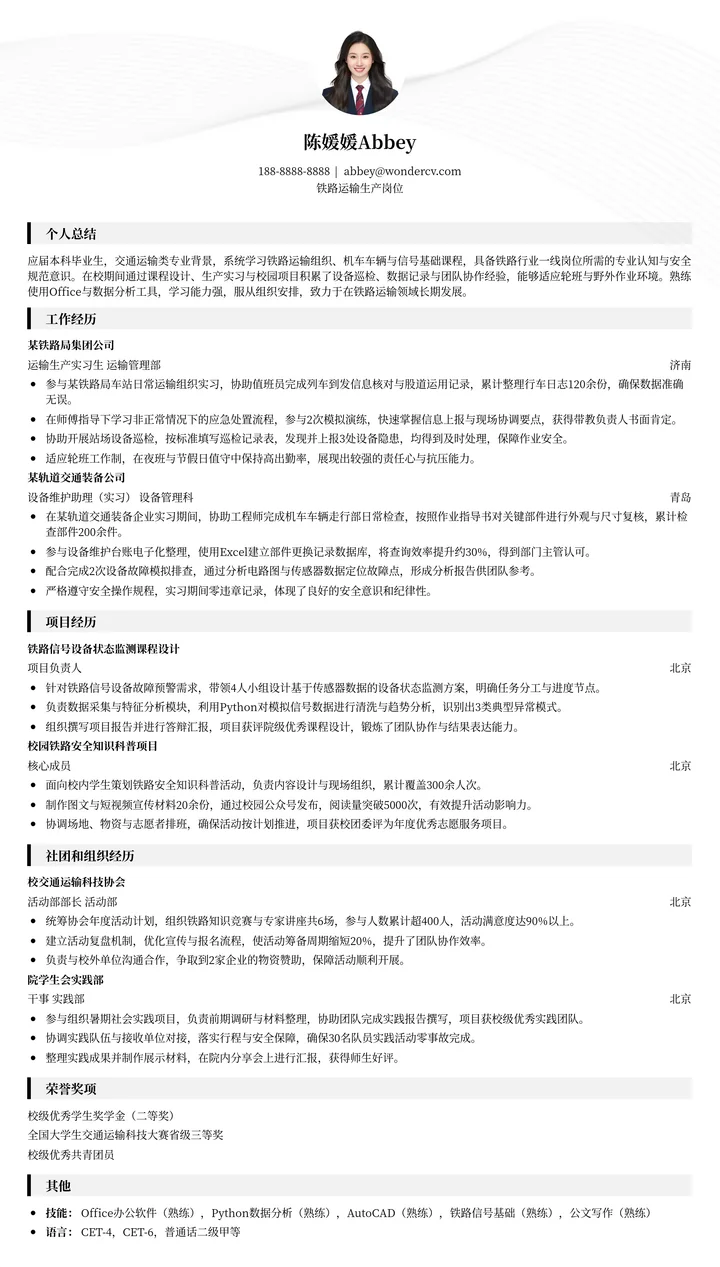 陈媛媛Abbey
188-8888-8888 | abbey@wondercv.com
铁路运输生产岗位
个人总结
应届本科毕业生，交通运输类专业背景，系统学习铁路运输组织、机车车辆与信号基础课程，具备铁路行业一线岗位所需的专业认知与安全
规范意识。在校期间通过课程设计、生产实习与校园项目积累了设备巡检、数据记录与团队协作经验，能够适应轮班与野外作业环境。熟练
使用Office与数据分析工具，学习能力强，服从组织安排，致力于在铁路运输领域长期发展。
工作经历
某铁路局集团公司
运输生产实习生 运输管理部 济南
• 参与某铁路局车站日常运输组织实习，协助值班员完成列车到发信息核对与股道运用记录，累计整理行车日志120余份，确保数据准确
无误。
• 在师傅指导下学习非正常情况下的应急处置流程，参与2次模拟演练，快速掌握信息上报与现场协调要点，获得带教负责人书面肯定。
• 协助开展站场设备巡检，按标准填写巡检记录表，发现并上报3处设备隐患，均得到及时处理，保障作业安全。
• 适应轮班工作制，在夜班与节假日值守中保持高出勤率，展现出较强的责任心与抗压能力。
某轨道交通装备公司
设备维护助理（实习） 设备管理科 青岛
• 在某轨道交通装备企业实习期间，协助工程师完成机车车辆走行部日常检查，按照作业指导书对关键部件进行外观与尺寸复核，累计检
查部件200余件。
• 参与设备维护台账电子化整理，使用Excel建立部件更换记录数据库，将查询效率提升约30%，得到部门主管认可。
• 配合完成2次设备故障模拟排查，通过分析电路图与传感器数据定位故障点，形成分析报告供团队参考。
• 严格遵守安全操作规程，实习期间零违章记录，体现了良好的安全意识和纪律性。
项目经历
铁路信号设备状态监测课程设计
项目负责人 北京
• 针对铁路信号设备故障预警需求，带领4人小组设计基于传感器数据的设备状态监测方案，明确任务分工与进度节点。
• 负责数据采集与特征分析模块，利用Python对模拟信号数据进行清洗与趋势分析，识别出3类典型异常模式。
• 组织撰写项目报告并进行答辩汇报，项目获评院级优秀课程设计，锻炼了团队协作与结果表达能力。
校园铁路安全知识科普项目
核心成员 北京
• 面向校内学生策划铁路安全知识科普活动，负责内容设计与现场组织，累计覆盖300余人次。
• 制作图文与短视频宣传材料20余份，通过校园公众号发布，阅读量突破5000次，有效提升活动影响力。
• 协调场地、物资与志愿者排班，确保活动按计划推进，项目获校团委评为年度优秀志愿服务项目。
社团和组织经历
校交通运输科技协会
活动部部长 活动部 北京
• 统筹协会年度活动计划，组织铁路知识竞赛与专家讲座共6场，参与人数累计超400人，活动满意度达90%以上。
• 建立活动复盘机制，优化宣传与报名流程，使活动筹备周期缩短20%，提升了团队协作效率。
• 负责与校外单位沟通合作，争取到2家企业的物资赞助，保障活动顺利开展。
院学生会实践部
干事 实践部 北京
• 参与组织暑期社会实践项目，负责前期调研与材料整理，协助团队完成实践报告撰写，项目获校级优秀实践团队。
• 协调实践队伍与接收单位对接，落实行程与安全保障，确保30名队员实践活动零事故完成。
• 整理实践成果并制作展示材料，在院内分享会上进行汇报，获得师生好评。
荣誉奖项
校级优秀学生奖学金（二等奖）
全国大学生交通运输科技大赛省级三等奖
校级优秀共青团员
其他
• 技能： Office办公软件（熟练）, Python数据分析（熟练）, AutoCAD（熟练）, 铁路信号基础（熟练）, 公文写作（熟练）
• 语言： CET-4，CET-6，普通话二级甲等